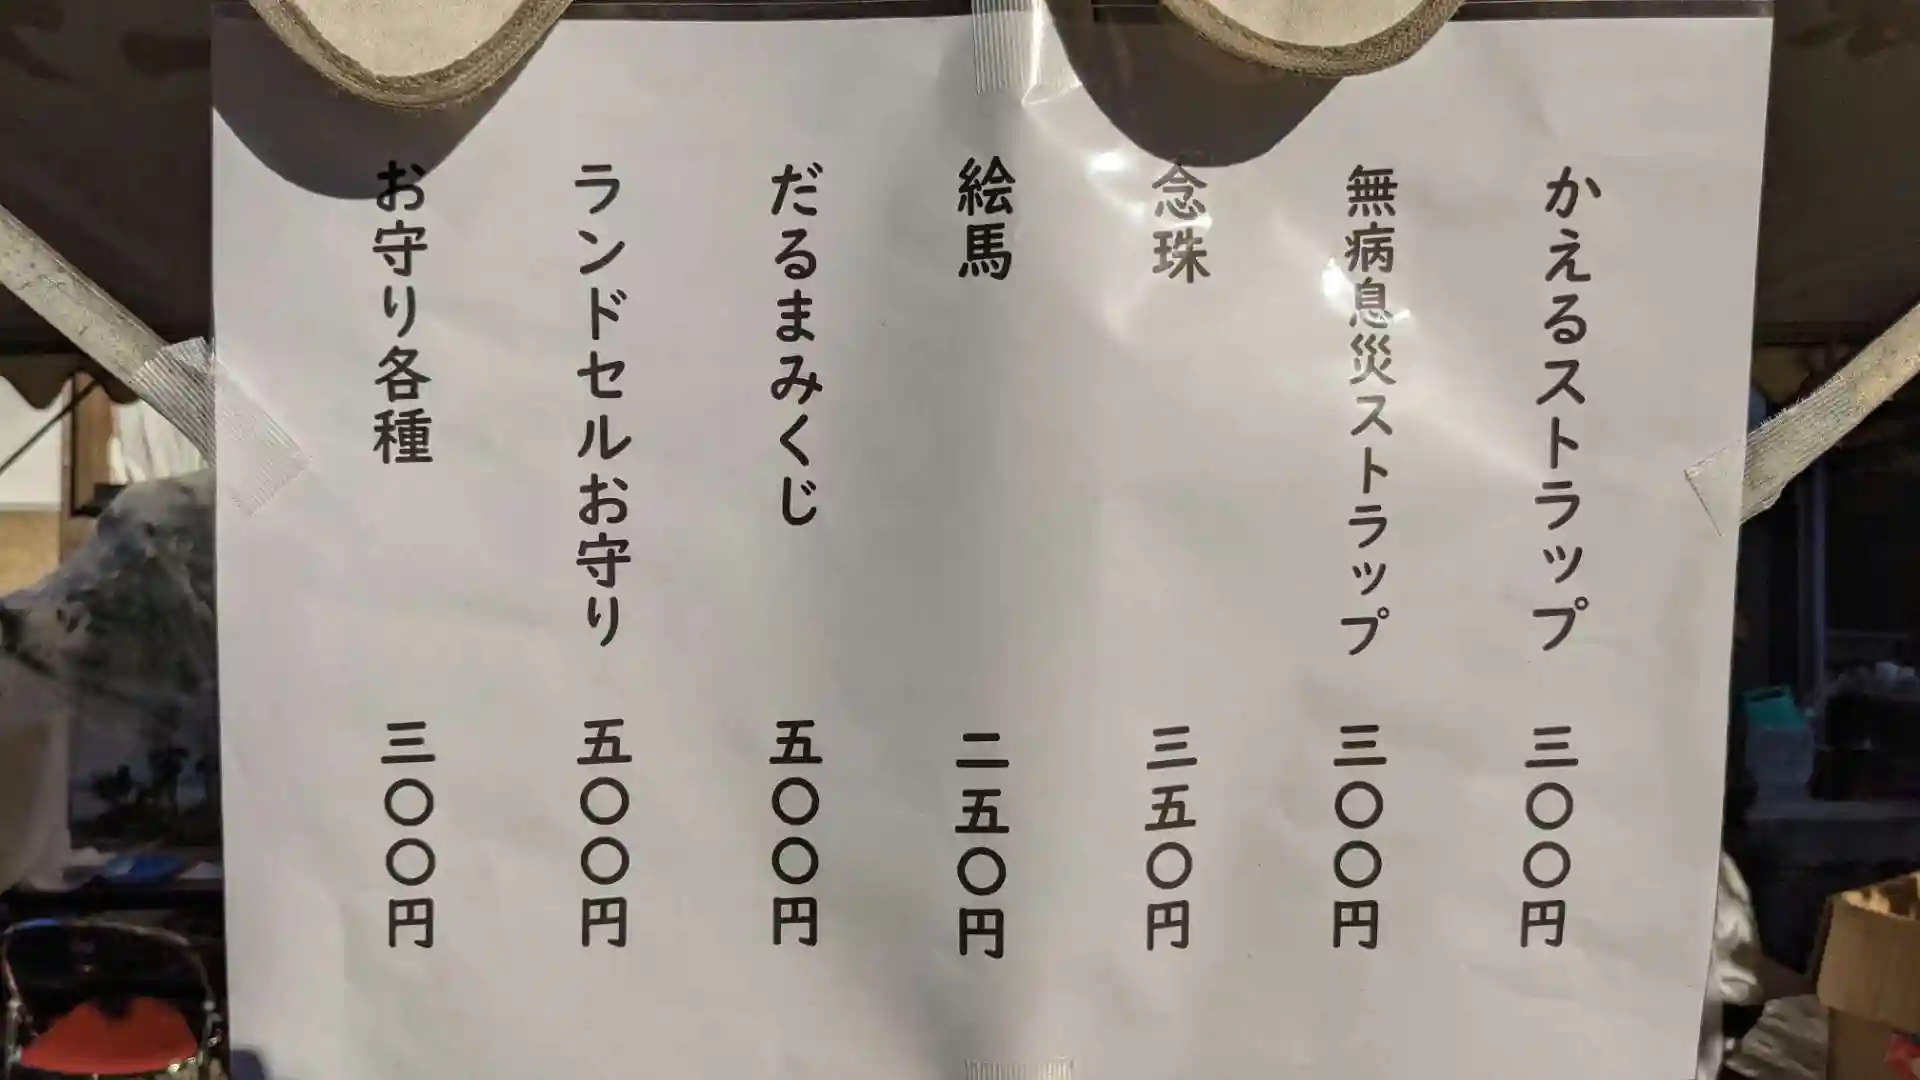 かえるストラップ 三〇〇円
無病息災ストラップ 三〇〇円
念珠 三五〇円
絵馬 二五〇円
だるまみくじ 五〇〇円
ランドセルお守り 五〇〇円
お守り各種 三〇〇円